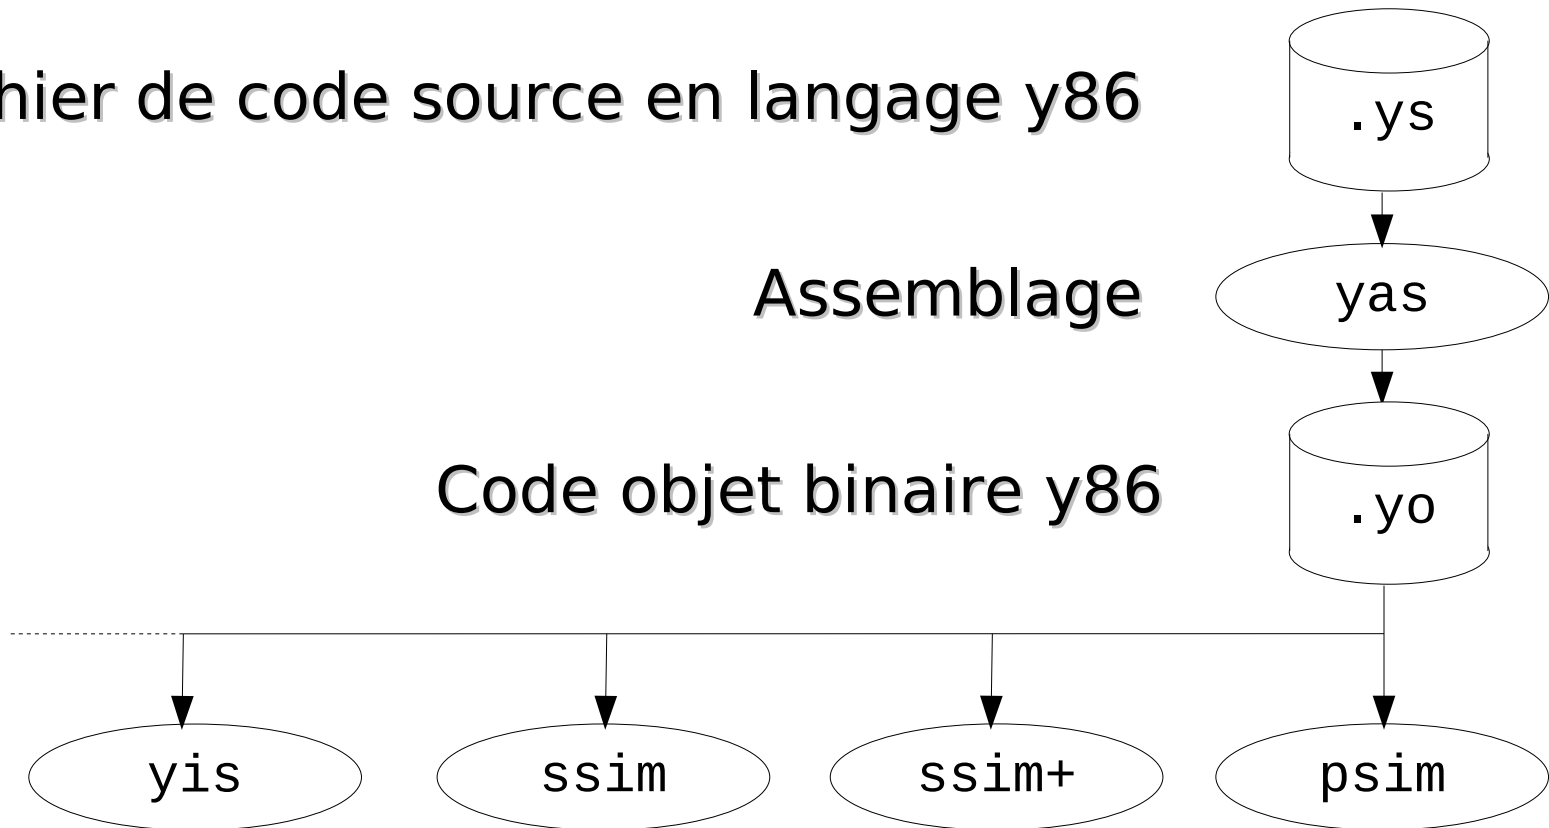 hier de code source en langage y86
.ys
Assemblage
yas
Code objet binaire y86
.yo
yis
ssim
ssim+
psim